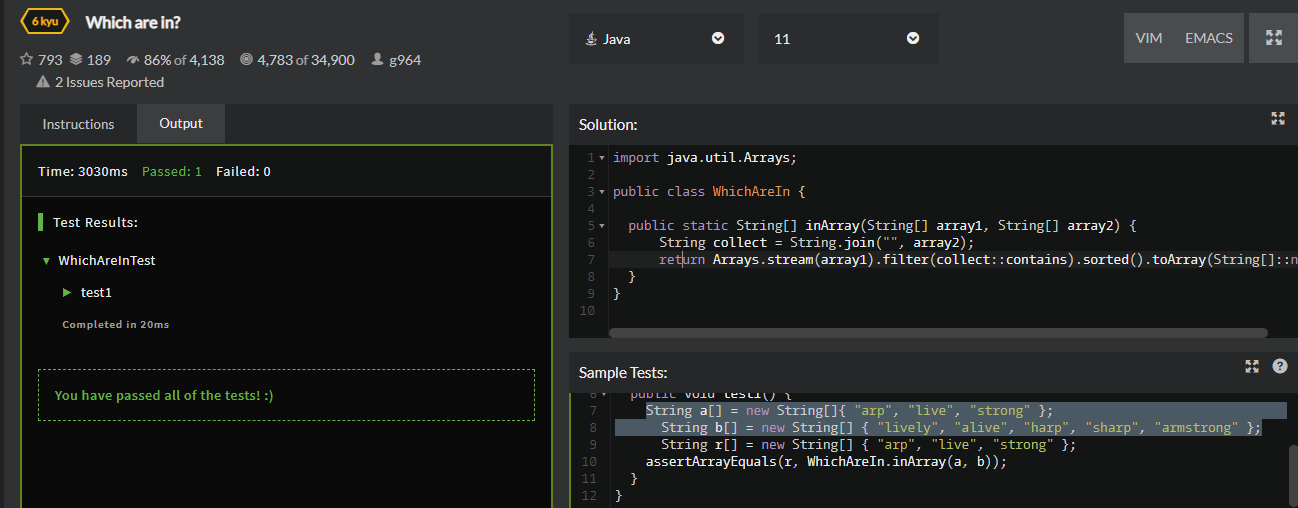 6 kyu Which are in?
793 189 86% of 4,138 4,783 of 34,900 g964
2 Issues Reported
Java
11
VIM EMACS
Instructions Output
Time: 3030ms Passed: 1 Failed: 0
Test Results:
WhichAreInTest
test1
Completed in 20ms
You have passed all of the tests! :)
Solution:
1 import java.util.Arrays;
2
3 public class WhichAreIn {
4
5 public static String[] inArray(String[] array1, String[] array2) {
6 String collect = String.join("", array2);
7 return Arrays.stream(array1).filter(collect::contains).sorted().toArray(String[]::n
8 }
9 }
10
Sample Tests:
6 public void test1() {
7 String a[] = new String[]{ "arp", "live", "strong" };
8 String b[] = new String[] { "lively", "alive", "harp", "sharp", "armstrong" };
9 String r[] = new String[] { "arp", "live", "strong" };
10 assertArrayEquals(r, WhichAreIn.inArray(a, b));
11 }
12 }